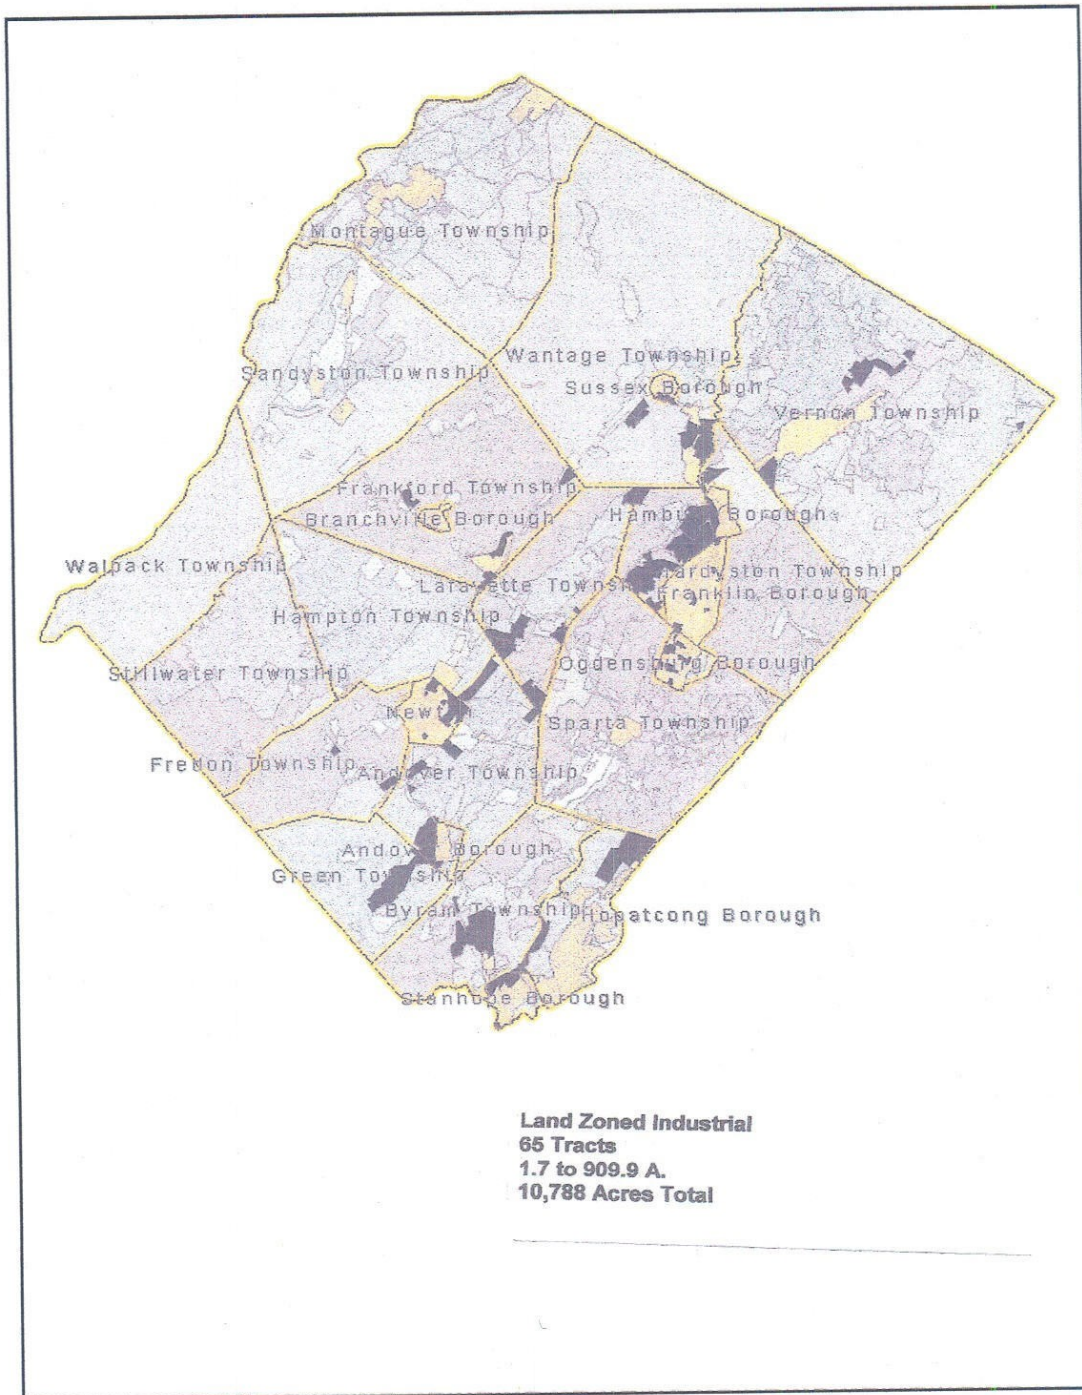 Montague Township
Wantage Township
Sandyston Township
Sussex Borough
Vernon Township
Frankford Township
Branchville Borough
Hamburg Borough
Walpack Township
Lafayette Township
Hardyston Township
Franklin Borough
Hampton Township
Stillwater Township
Ogdensburg Borough
Newton
Sparta Township
Fredon Township
Andover Township
Andover Borough
Green Township
Byram Township
Hopatcong Borough
Stanhope Borough
Land Zoned Industrial
65 Tracts
1.7 to 909.9 A.
10,788 Acres Total